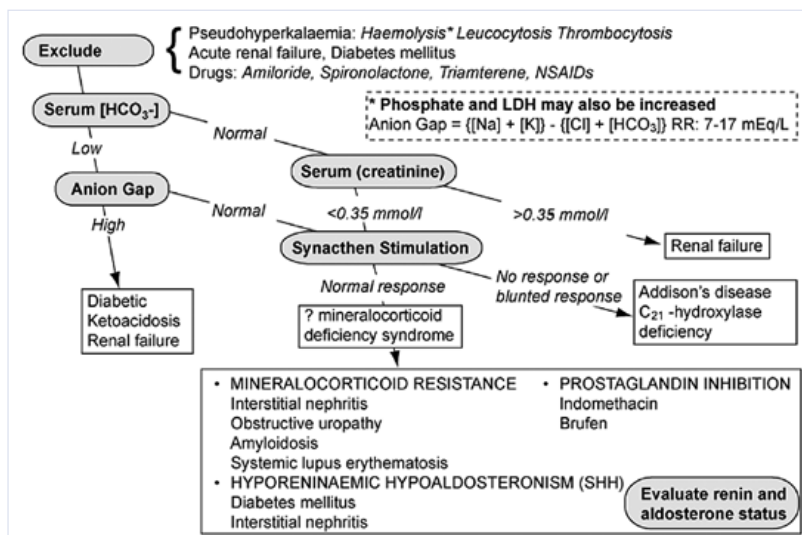 Exclude
Pseudohyperkalaemia: Haemolysis* Leucocytosis Thrombocytosis
Acute renal failure, Diabetes mellitus
Drugs: Amiloride, Spironolactone, Triamterene, NSAIDs
* Phosphate and LDH may also be increased
Anion Gap = {[Na] + [K]} - {[Cl] + [HCO3]} RR: 7-17 mEq/L
Serum [HCO3-]
Low
Normal
Serum (creatinine)
Anion Gap
High
Normal
<0.35 mmol/l
>0.35 mmol/l
Renal failure
Synacthen Stimulation
Normal response
No response or
blunted response
Diabetic
Ketoacidosis
Renal failure
? mineralocorticoid
deficiency syndrome
Addison's disease
C21 -hydroxylase
deficiency
• MINERALOCORTICOID RESISTANCE
Interstitial nephritis
Obstructive uropathy
Amyloidosis
Systemic lupus erythematosis
• HYPORENINAEMIC HYPOALDOSTERONISM (SHH)
Diabetes mellitus
Interstitial nephritis
• PROSTAGLANDIN INHIBITION
Indomethacin
Brufen
Evaluate renin and
aldosterone status